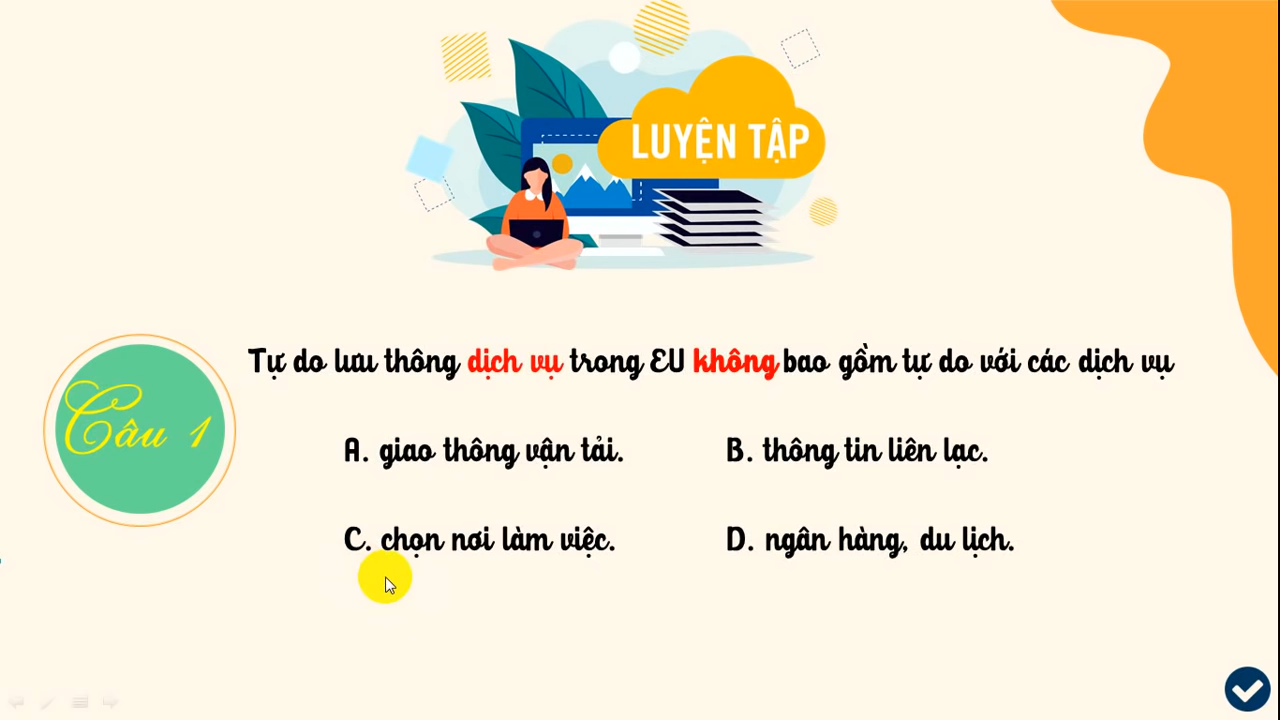 LUYỆN TẬP
Câu 1
Tự do lưu thông dịch vụ trong EU không bao gồm tự do với các dịch vụ
A. giao thông vận tải.
B. thông tin liên lạc.
C. chọn nơi làm việc.
D. ngân hàng, du lịch.